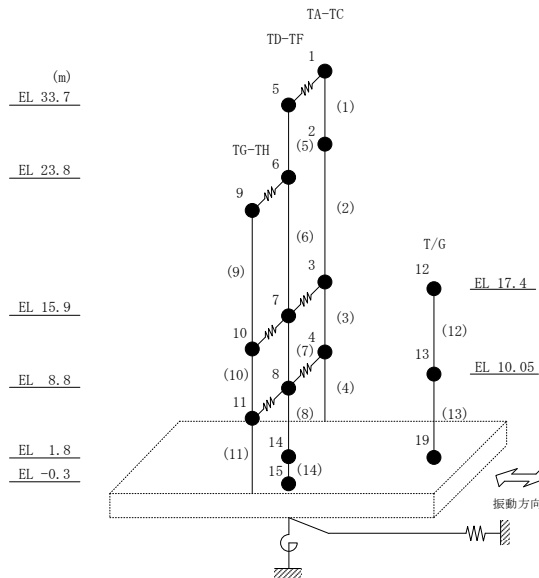 TA-TC
TD-TF
1
(m)
5
EL 33.7
(1)
2
(5)
TG-TH
6
EL 23.8
9
(2)
(6)
T/G
(9)
3
12
EL 17.4
7
EL 15.9
(3)
10
4
(12)
13
(7)
(10)
8
EL 10.05
EL 8.8
11
(4)
(8)
(13)
(11)
14
19
EL 1.8
15
(14)
EL -0.3
振動方向